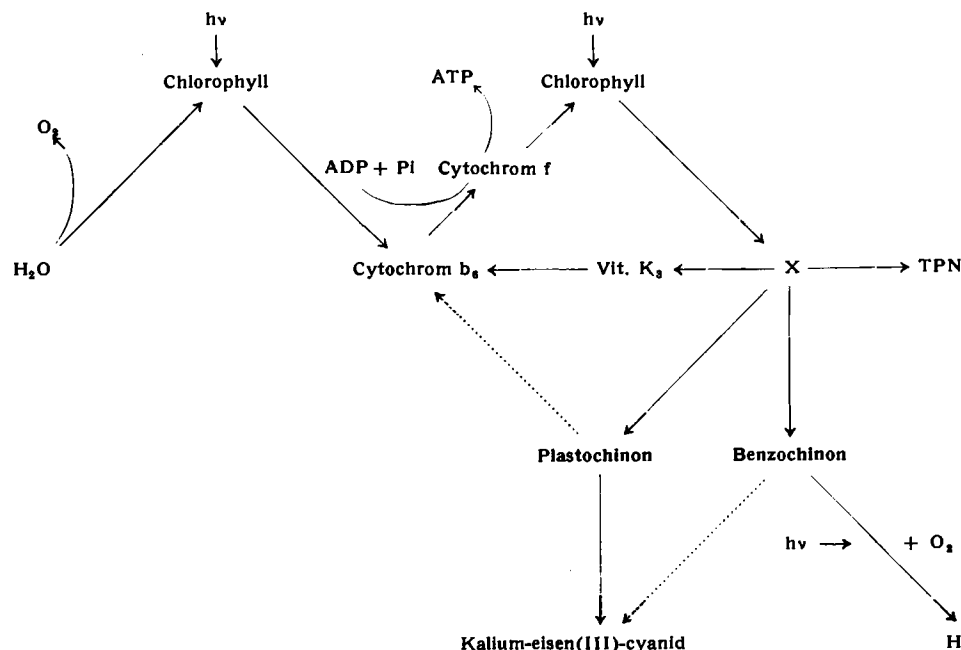 hν
hν
Chlorophyll
ATP
Chlorophyll
O₂
ADP + Pi
Cytochrom f
H₂O
Cytochrom b₆
Vit. K₃
X
TPN
Plastochinon
Benzochinon
hν
+ O₂
Kalium-eisen(III)-cyanid
H